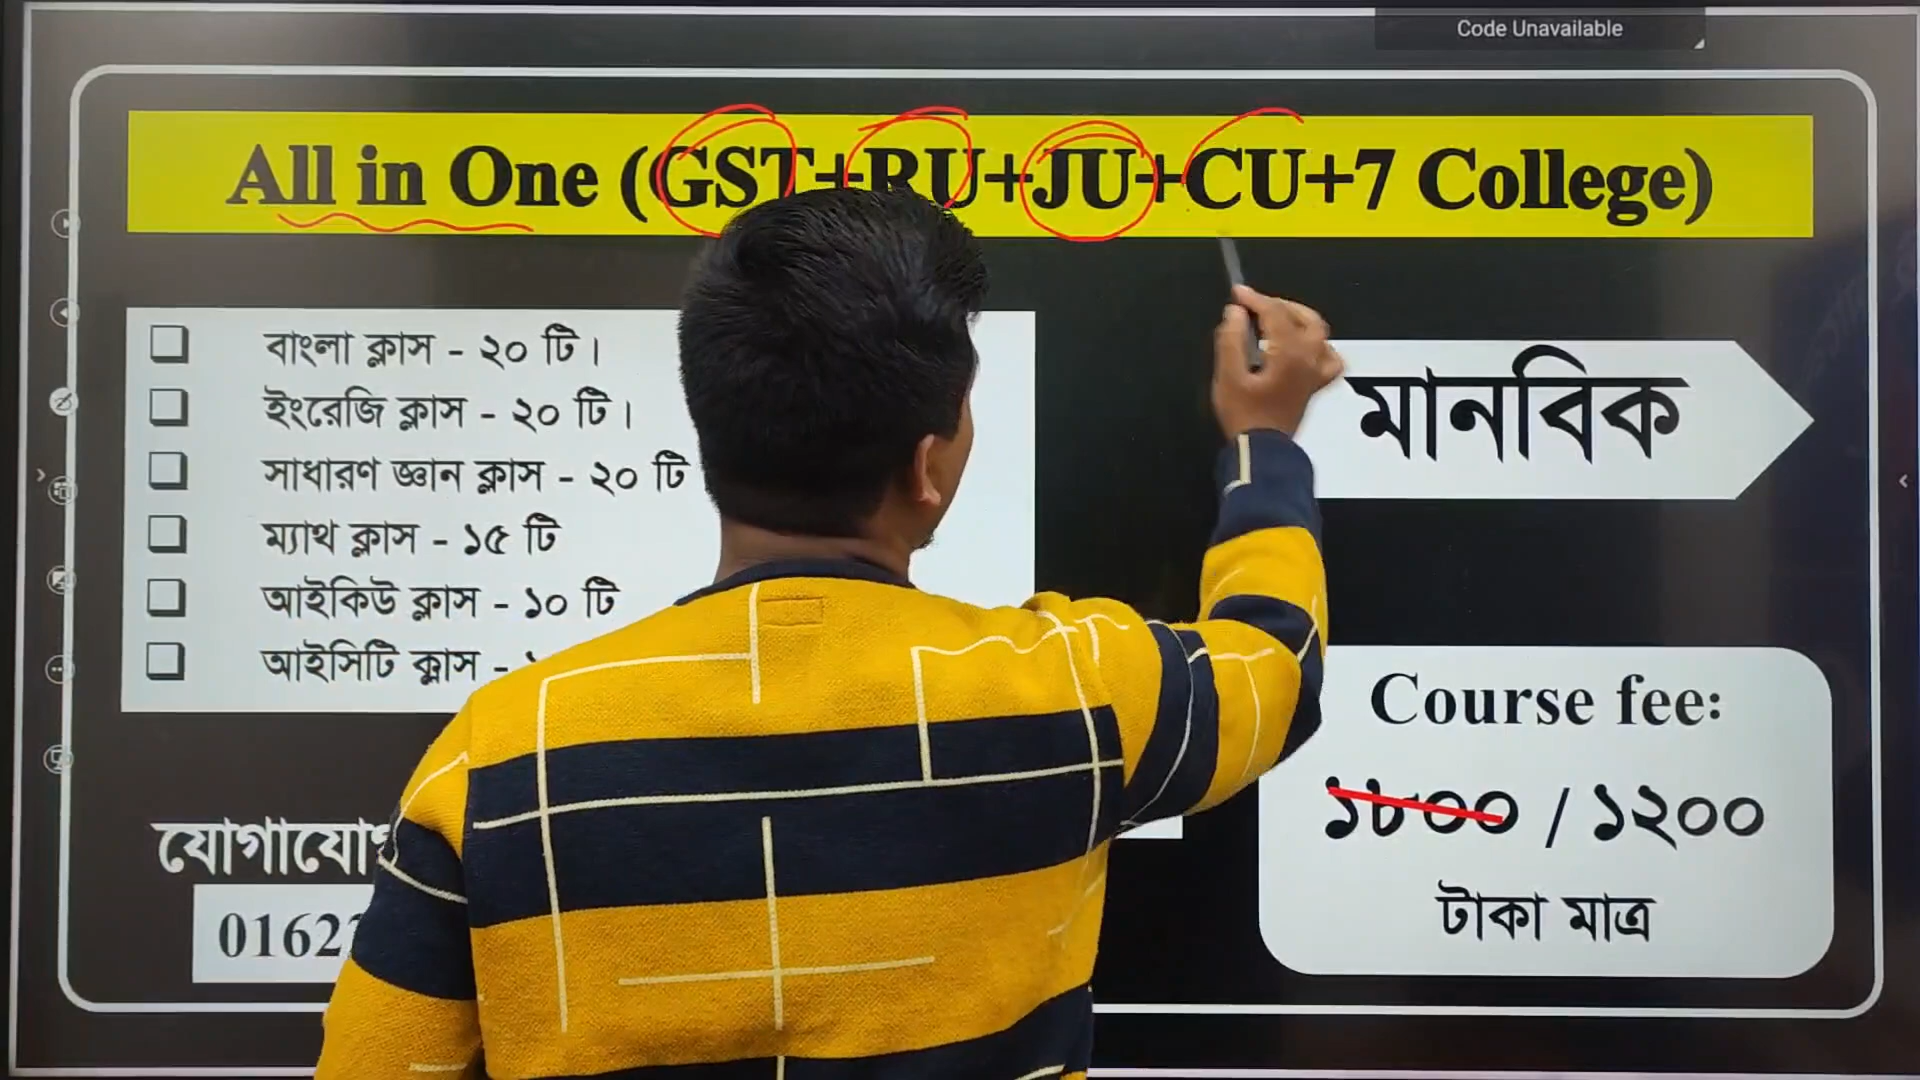 Code Unavailable
All in One (GST+RU+JU+CU+7 College)
বাংলা ক্লাস - ২০ টি।
ইংরেজি ক্লাস - ২০ টি।
সাধারণ জ্ঞান ক্লাস - ২০ টি
ম্যাথ ক্লাস - ১৫ টি
আইকিউ ক্লাস - ১০ টি
আইসিটি ক্লাস -
মানবিক
Course fee:
১৮০০ / ১২০০
টাকা মাত্র